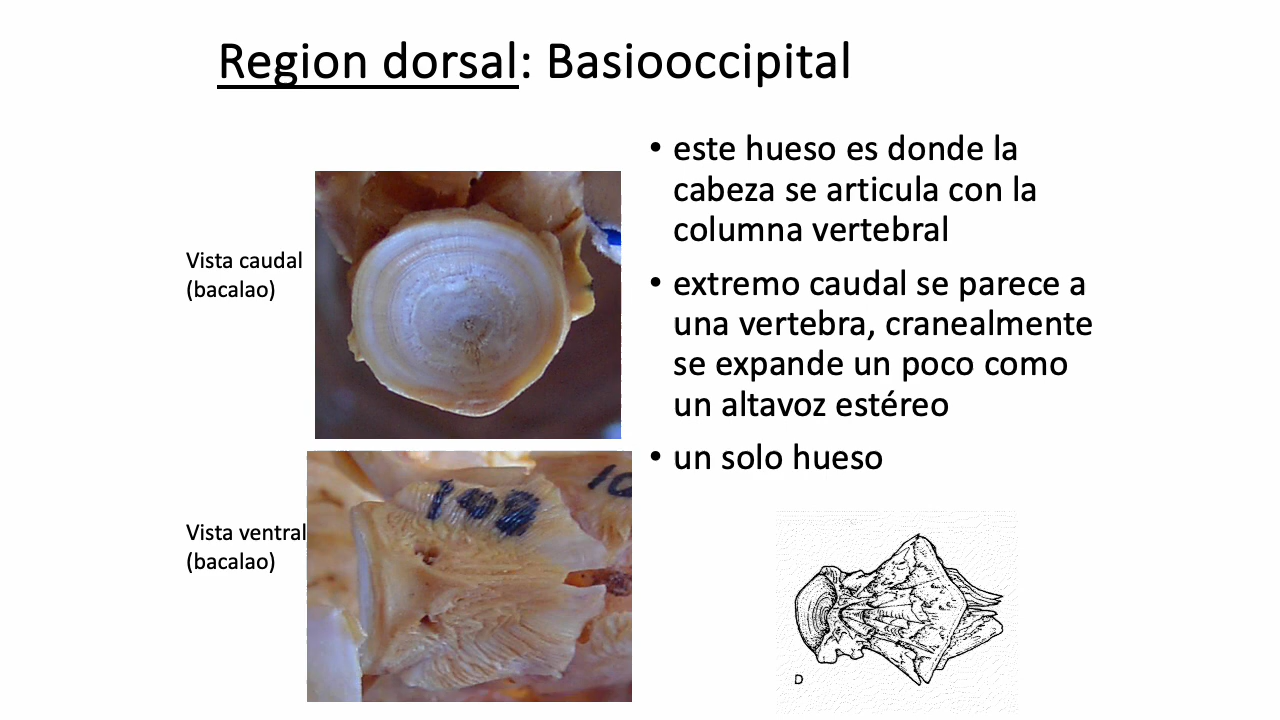 Region dorsal: Basiooccipital
• este hueso es donde la
cabeza se articula con la
columna vertebral
• extremo caudal se parece a
una vertebra, cranealmente
se expande un poco como
un altavoz estéreo
• un solo hueso
Vista caudal
(bacalao)
Vista ventral
(bacalao)
100
10
D